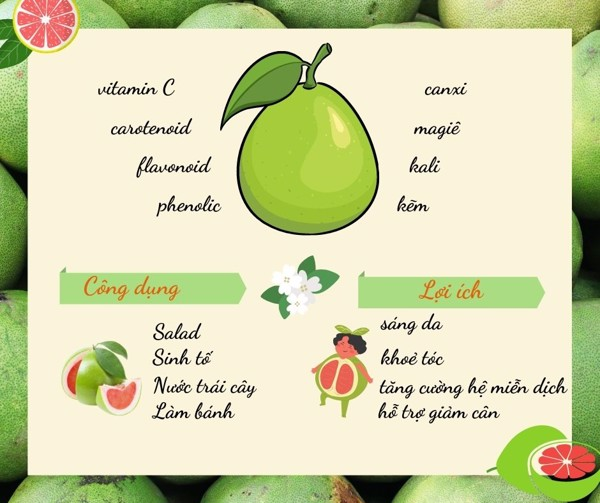 vitamin C
carotenoid
flavonoid
phenolic
canxi
magiê
kali
kẽm
Công dụng
Salad
Sinh tố
Nước trái cây
Làm bánh
Lợi ích
sáng da
khoẻ tóc
tăng cường hệ miễn dịch
hỗ trợ giảm cân